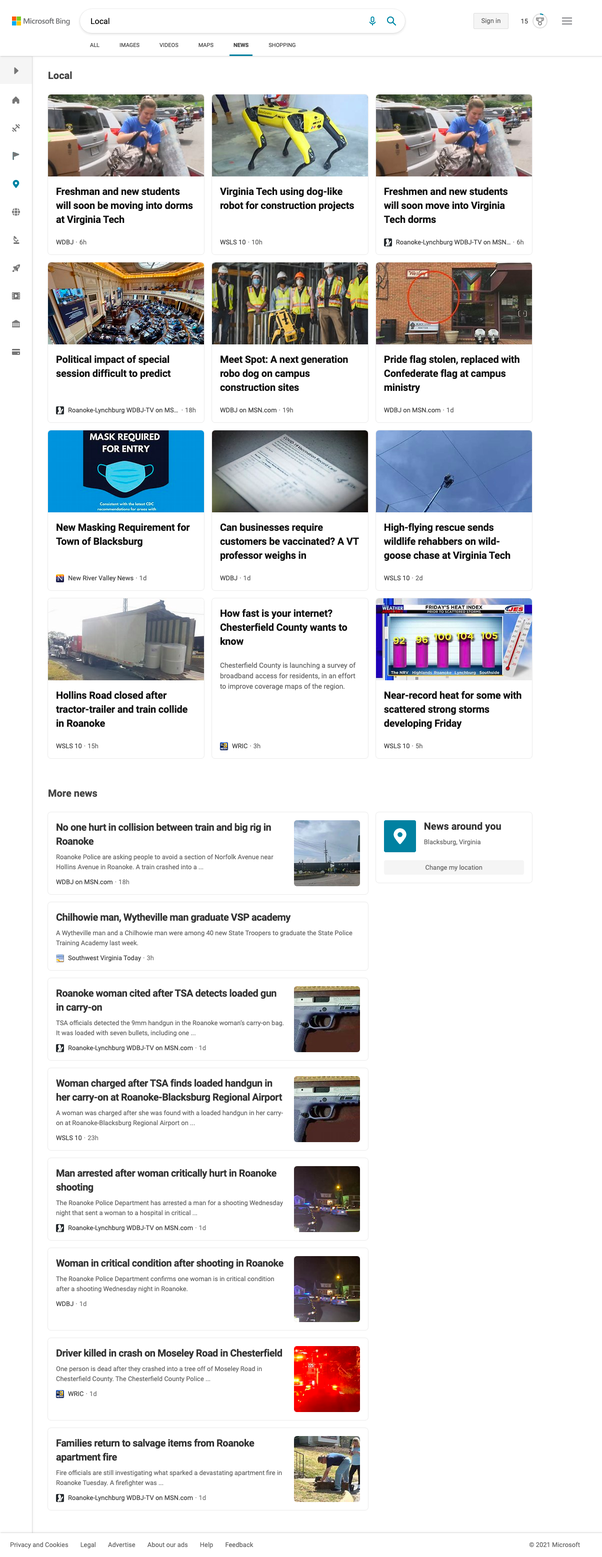 Microsoft Bing
Local
Sign in
15
ALL
IMAGES
VIDEOS
MAPS
NEWS
SHOPPING
Local
Freshman and new students
will soon be moving into dorms
at Virginia Tech
WDBJ · 6h
Virginia Tech using dog-like
robot for construction projects
WSLS 10 · 10h
Freshmen and new students
will soon move into Virginia
Tech dorms
Roanoke-Lynchburg WDBJ-TV on MSN… · 6h
Political impact of special
session difficult to predict
Roanoke-Lynchburg WDBJ-TV on MS… · 18h
Meet Spot: A next generation
robo dog on campus
construction sites
WDBJ on MSN.com · 19h
Pride flag stolen, replaced with
Confederate flag at campus
ministry
WDBJ on MSN.com · 1d
MASK REQUIRED
FOR ENTRY
Consistent with the latest CDC
recommendations for areas with
New Masking Requirement for
Town of Blacksburg
New River Valley News · 1d
Can businesses require
customers be vaccinated? A VT
professor weighs in
WDBJ · 1d
High-flying rescue sends
wildlife rehabbers on wild-
goose chase at Virginia Tech
WSLS 10 · 2d
Hollins Road closed after
tractor-trailer and train collide
in Roanoke
WSLS 10 · 15h
How fast is your internet?
Chesterfield County wants to
know
Chesterfield County is launching a survey of
broadband access for residents, in an effort
to improve coverage maps of the region.
WRIC · 3h
WEATHER
FRIDAY'S HEAT INDEX
92 96 100 104 105
The NRV Highlands Roanoke Lynchburg Southside
Near-record heat for some with
scattered strong storms
developing Friday
WSLS 10 · 5h
More news
No one hurt in collision between train and big rig in
Roanoke
Roanoke Police are asking people to avoid a section of Norfolk Avenue near
Hollins Avenue in Roanoke. A train crashed into a ...
WDBJ on MSN.com · 18h
News around you
Blacksburg, Virginia
Change my location
Chilhowie man, Wytheville man graduate VSP academy
A Wytheville man and a Chilhowie man were among 40 new State Troopers to graduate the State Police
Training Academy last week.
Southwest Virginia Today · 3h
Roanoke woman cited after TSA detects loaded gun
in carry-on
TSA officials detected the 9mm handgun in the Roanoke woman's carry-on bag.
It was loaded with seven bullets, including one ...
Roanoke-Lynchburg WDBJ-TV on MSN.com · 1d
Woman charged after TSA finds loaded handgun in
her carry-on at Roanoke-Blacksburg Regional Airport
A woman was charged after she was found with a loaded handgun in her carry-
on at Roanoke-Blacksburg Regional Airport on ...
WSLS 10 · 23h
Man arrested after woman critically hurt in Roanoke
shooting
The Roanoke Police Department has arrested a man for a shooting Wednesday
night that sent a woman to a hospital in critical ...
Roanoke-Lynchburg WDBJ-TV on MSN.com · 1d
Woman in critical condition after shooting in Roanoke
The Roanoke Police Department confirms one woman is in critical condition
after a shooting Wednesday night in Roanoke.
WDBJ · 1d
Driver killed in crash on Moseley Road in Chesterfield
One person is dead after they crashed into a tree off of Moseley Road in
Chesterfield County. The Chesterfield County Police ...
WRIC · 1d
Families return to salvage items from Roanoke
apartment fire
Fire officials are still investigating what sparked a devastating apartment fire in
Roanoke Tuesday. A firefighter was ...
Roanoke-Lynchburg WDBJ-TV on MSN.com · 1d
Privacy and Cookies
Legal
Advertise
About our ads
Help
Feedback
© 2021 Microsoft